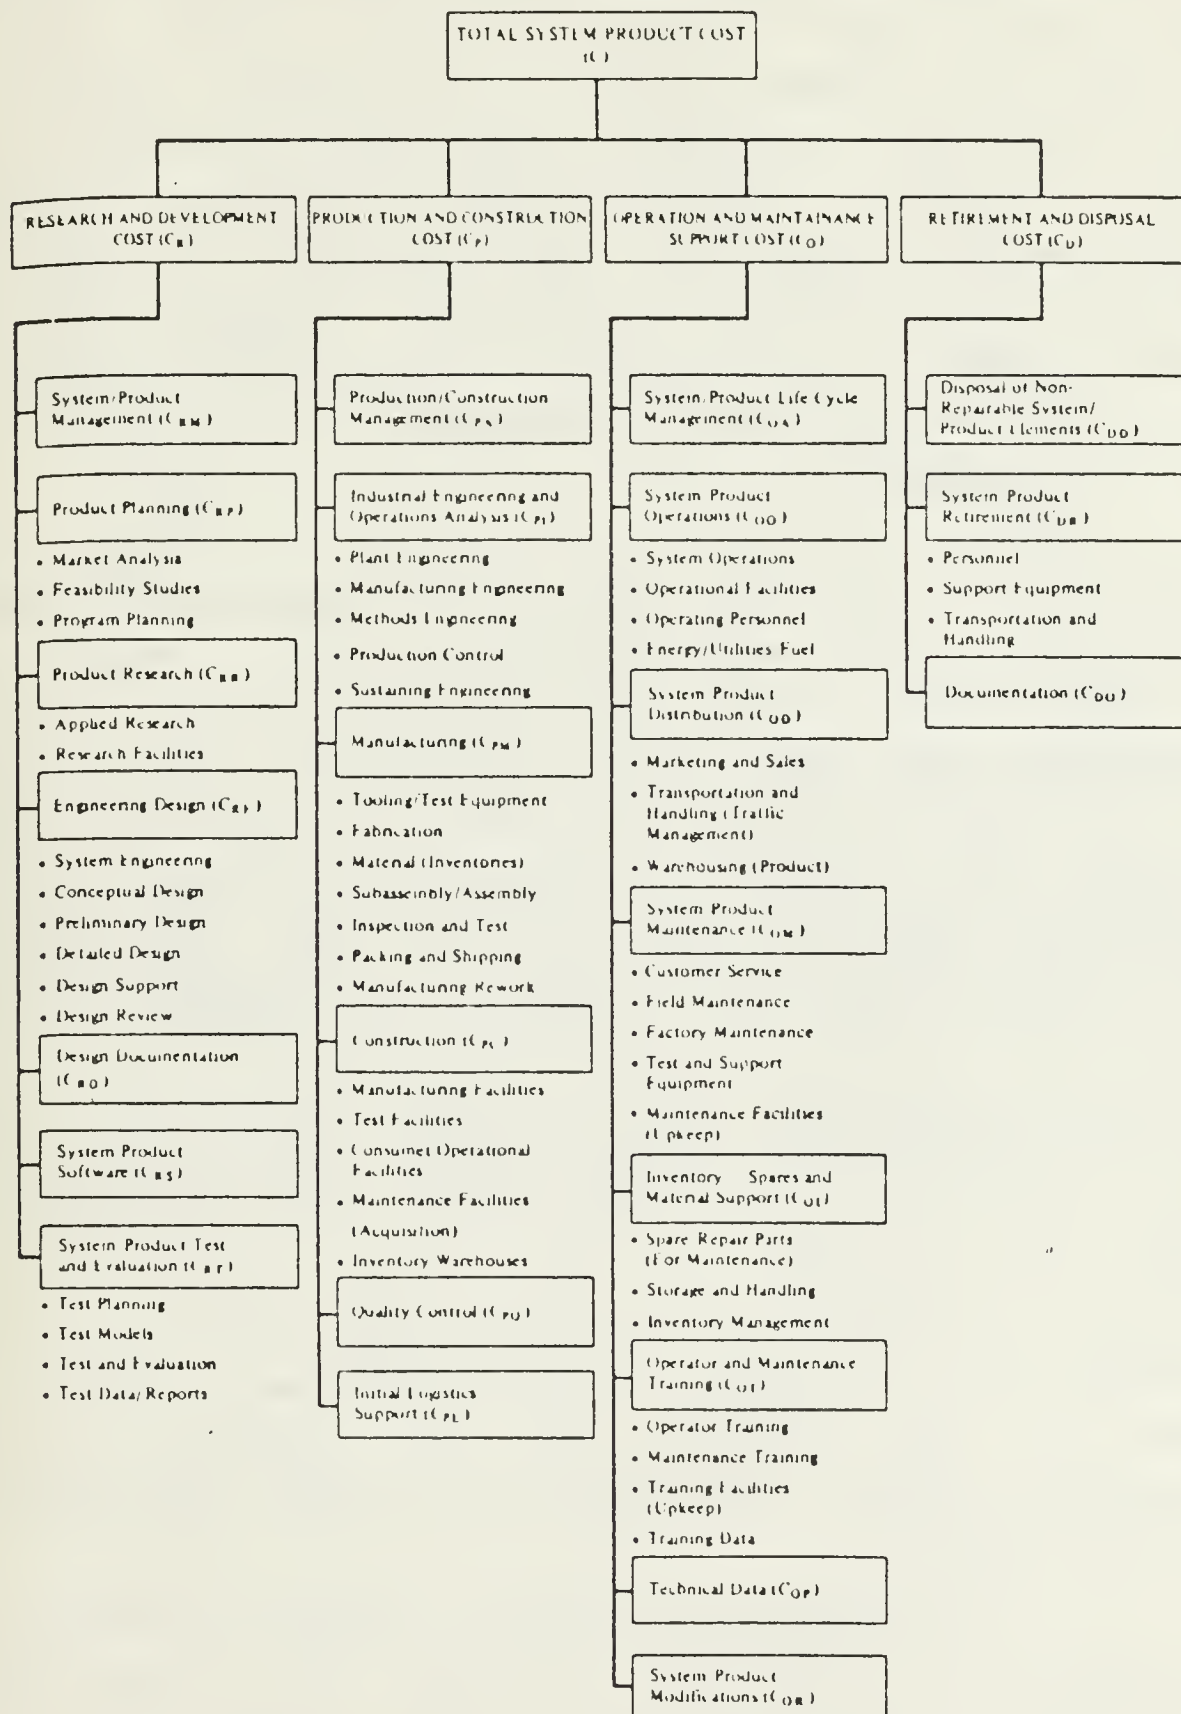 TOTAL SYSTEM PRODUCT COST
(C)
RESEARCH AND DEVELOPMENT
COST (C_R)
PRODUCTION AND CONSTRUCTION
COST (C_P)
OPERATION AND MAINTAINANCE
SUPPORT COST (C_O)
RETIREMENT AND DISPOSAL
COST (C_D)
System/Product
Management (C_RM)
Product Planning (C_RP)
• Market Analysis
• Feasibility Studies
• Program Planning
Product Research (C_RR)
• Applied Research
• Research Facilities
Engineering Design (C_RE)
• System Engineering
• Conceptual Design
• Preliminary Design
• Detailed Design
• Design Support
• Design Review
Design Documentation
(C_RD)
System Product
Software (C_RS)
System Product Test
and Evaluation (C_RT)
• Test Planning
• Test Models
• Test and Evaluation
• Test Data/Reports
Production/Construction
Management (C_PA)
Industrial Engineering and
Operations Analysis (C_PI)
• Plant Engineering
• Manufacturing Engineering
• Methods Engineering
• Production Control
• Sustaining Engineering
Manufacturing (C_PM)
• Tooling/Test Equipment
• Fabrication
• Material (Inventories)
• Subassembly/Assembly
• Inspection and Test
• Packing and Shipping
• Manufacturing Rework
Construction (C_PC)
• Manufacturing Facilities
• Test Facilities
• Consumer Operational
Facilities
• Maintenance Facilities
(Acquisition)
• Inventory Warehouses
Quality Control (C_PQ)
Initial Logistics
Support (C_PL)
System/Product Life Cycle
Management (C_OA)
System Product
Operations (C_OO)
• System Operations
• Operational Facilities
• Operating Personnel
• Energy/Utilities Fuel
System Product
Distribution (C_OD)
• Marketing and Sales
• Transportation and
Handling (Traffic
Management)
• Warehousing (Product)
System Product
Maintenance (C_OM)
• Customer Service
• Field Maintenance
• Factory Maintenance
• Test and Support
Equipment
• Maintenance Facilities
(Upkeep)
Inventory Spares and
Material Support (C_OI)
• Spare Repair Parts
(For Maintenance)
• Storage and Handling
• Inventory Management
Operator and Maintenance
Training (C_OT)
• Operator Training
• Maintenance Training
• Training Facilities
(Upkeep)
• Training Data
Technical Data (C_OP)
System Product
Modifications (C_OR)
Disposal of Non-
Repairable System/
Product Elements (C_DD)
System Product
Retirement (C_DR)
• Personnel
• Support Equipment
• Transportation and
Handling
Documentation (C_DU)